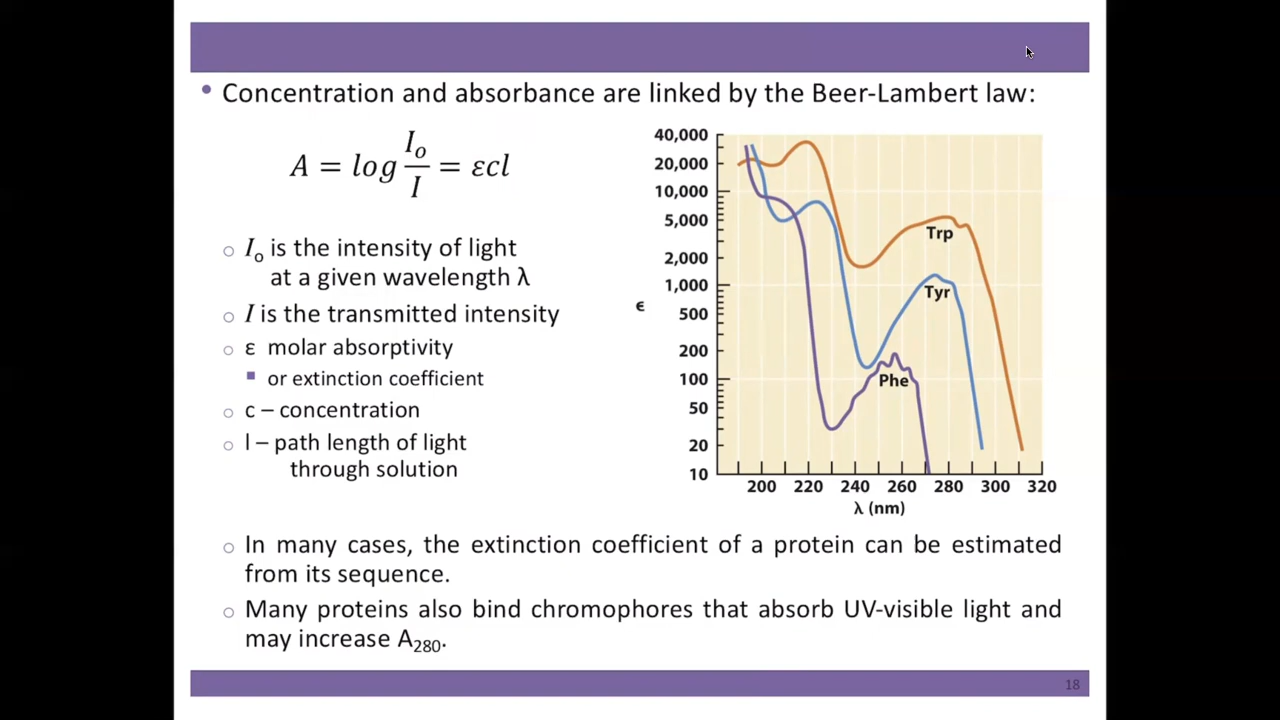 • Concentration and absorbance are linked by the Beer-Lambert law:
A = log I₀/I = εcl
○ I₀ is the intensity of light
at a given wavelength λ
○ I is the transmitted intensity
○ ε molar absorptivity
▪ or extinction coefficient
○ c – concentration
○ l – path length of light
through solution
40,000
20,000
10,000
5,000
2,000
1,000
500
200
100
50
20
10
ϵ
Trp
Tyr
Phe
200 220 240 260 280 300 320
λ (nm)
○ In many cases, the extinction coefficient of a protein can be estimated
from its sequence.
○ Many proteins also bind chromophores that absorb UV-visible light and
may increase A₂₈₀.
18